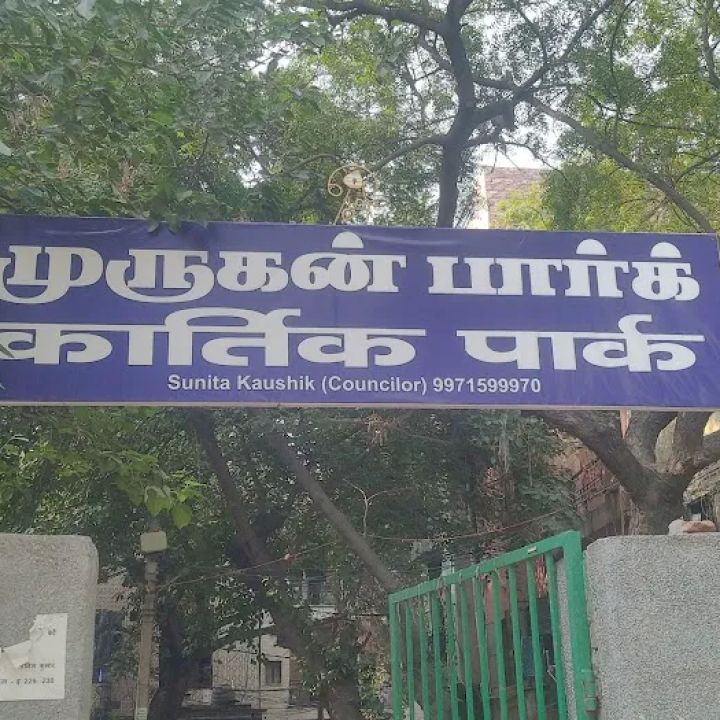 முருகன் பார்க்
कार्तिक पार्क
Sunita Kaushik (Councilor) 9971599970